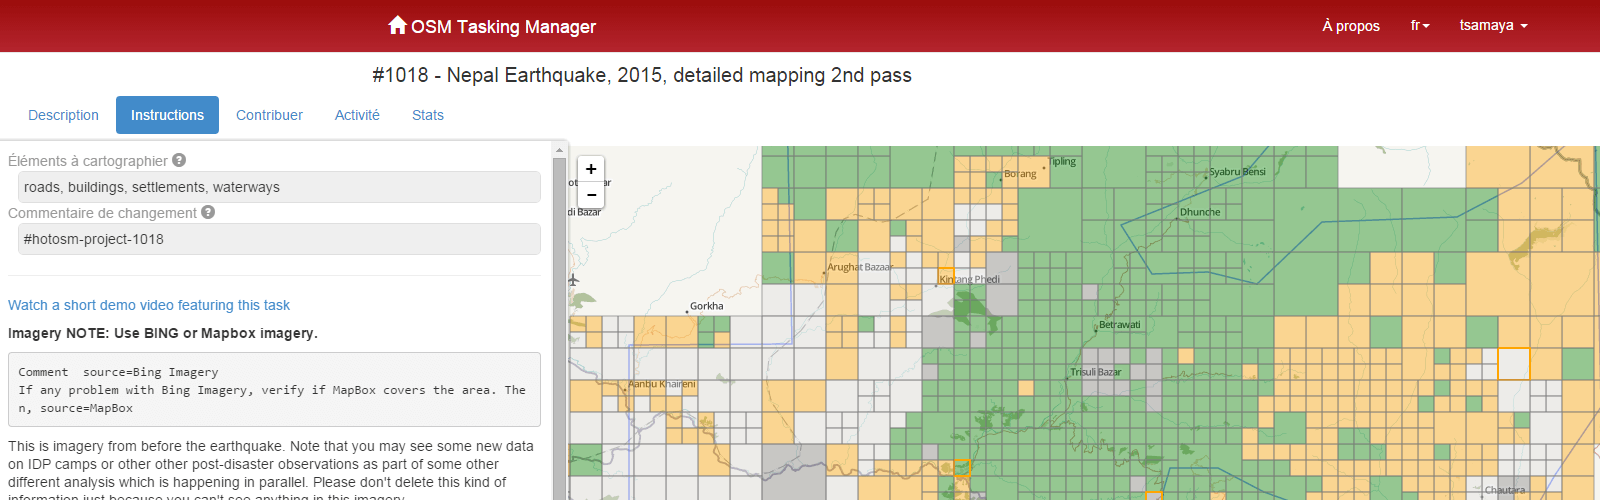 OSM Tasking Manager
À propos
fr
tsamaya
#1018 - Nepal Earthquake, 2015, detailed mapping 2nd pass
Description
Instructions
Contribuer
Activité
Stats
Éléments à cartographier ?
roads, buildings, settlements, waterways
Commentaire de changement ?
#hotosm-project-1018
Watch a short demo video featuring this task
Imagery NOTE: Use BING or Mapbox imagery.
Comment  source=Bing Imagery
If any problem with Bing Imagery, verify if MapBox covers the area. The
n, source=MapBox
This is imagery from before the earthquake. Note that you may see some new data
on IDP camps or other other post-disaster observations as part of some other
different analysis which is happening in parallel. Please don't delete this kind of
information just because you can't see anything in this imagery.
+
−
Tipling
Borang
Syabru Bensi
Dhunche
di Bazar
Arughat Bazaar
Kintang Phedi
Gorkha
Betrawati
Trisuli Bazar
Aanbu Khaireni
Chautara